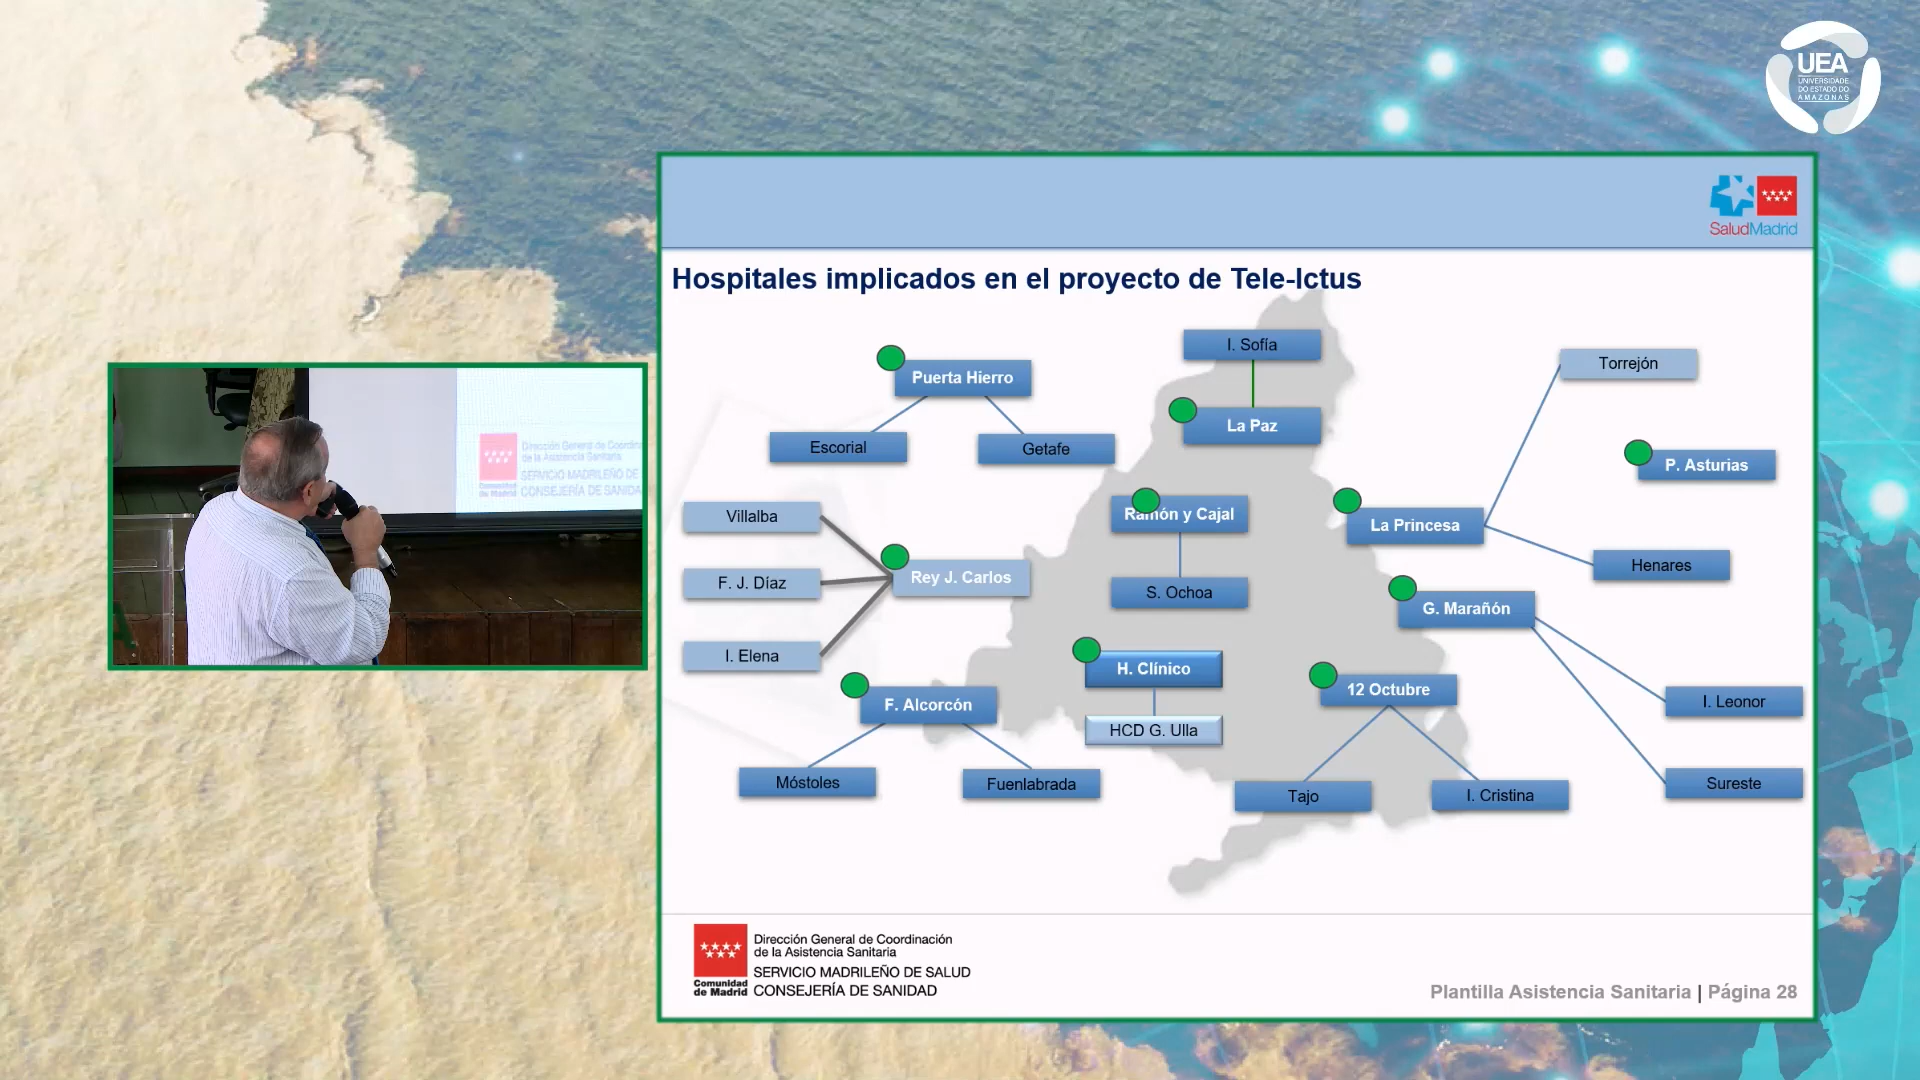 UEA
UNIVERSIDADE
DO ESTADO DO
AMAZONAS
SaludMadrid
Hospitales implicados en el proyecto de Tele-Ictus
I. Sofía
Torrejón
Puerta Hierro
La Paz
Escorial
Getafe
P. Asturias
Villalba
Ramón y Cajal
La Princesa
F. J. Díaz
Rey J. Carlos
S. Ochoa
Henares
G. Marañón
I. Elena
H. Clínico
12 Octubre
F. Alcorcón
I. Leonor
HCD G. Ulla
Móstoles
Fuenlabrada
Tajo
I. Cristina
Sureste
Dirección General de Coordinación
de la Asistencia Sanitaria
SERVICIO MADRILEÑO DE SALUD
CONSEJERÍA DE SANIDAD
Comunidad
de Madrid
Plantilla Asistencia Sanitaria | Página 28
Dirección General de Coordin
de la Asistencia Sanitaria
SERVICIO MADRILEÑO DE
CONSEJERÍA DE SANIDA
Comunidad
de Madrid